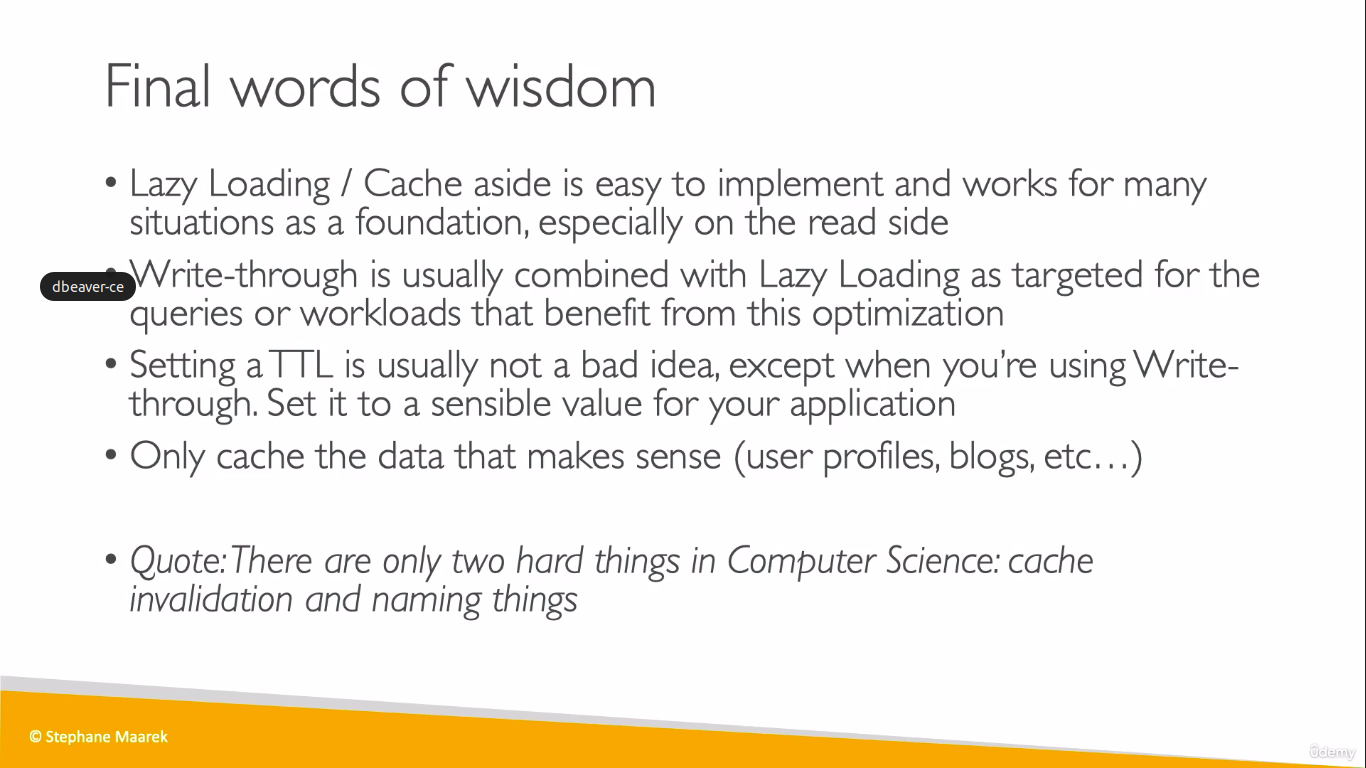 Final words of wisdom
• Lazy Loading / Cache aside is easy to implement and works for many
situations as a foundation, especially on the read side
• Write-through is usually combined with Lazy Loading as targeted for the
dbeaver-ce
queries or workloads that benefit from this optimization
• Setting a TTL is usually not a bad idea, except when you're using Write-
through. Set it to a sensible value for your application
• Only cache the data that makes sense (user profiles, blogs, etc…)
• Quote: There are only two hard things in Computer Science: cache
invalidation and naming things
© Stephane Maarek
ûdemy